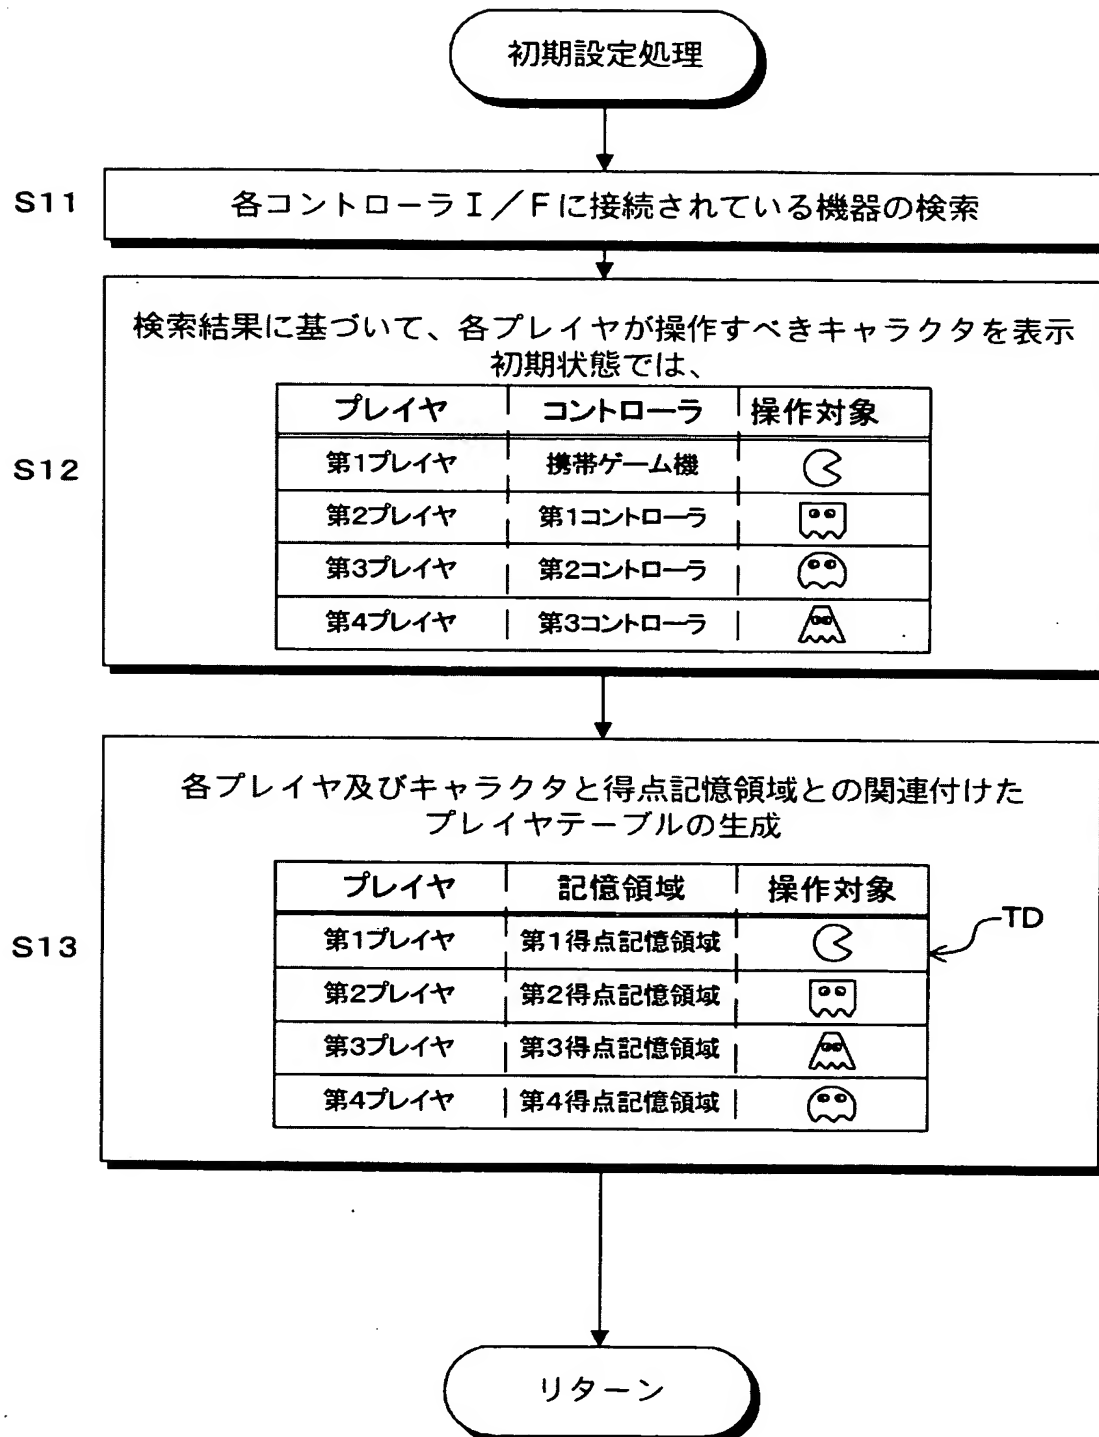 初期設定処理
S11
各コントローラI/Fに接続されている機器の検索
S12
検索結果に基づいて、各プレイヤが操作すべきキャラクタを表示
初期状態では、
プレイヤ コントローラ 操作対象
第1プレイヤ 携帯ゲーム機
第2プレイヤ 第1コントローラ
第3プレイヤ 第2コントローラ
第4プレイヤ 第3コントローラ
S13
各プレイヤ及びキャラクタと得点記憶領域との関連付けた
プレイヤテーブルの生成
プレイヤ 記憶領域 操作対象
第1プレイヤ 第1得点記憶領域
第2プレイヤ 第2得点記憶領域
第3プレイヤ 第3得点記憶領域
第4プレイヤ 第4得点記憶領域
TD
リターン